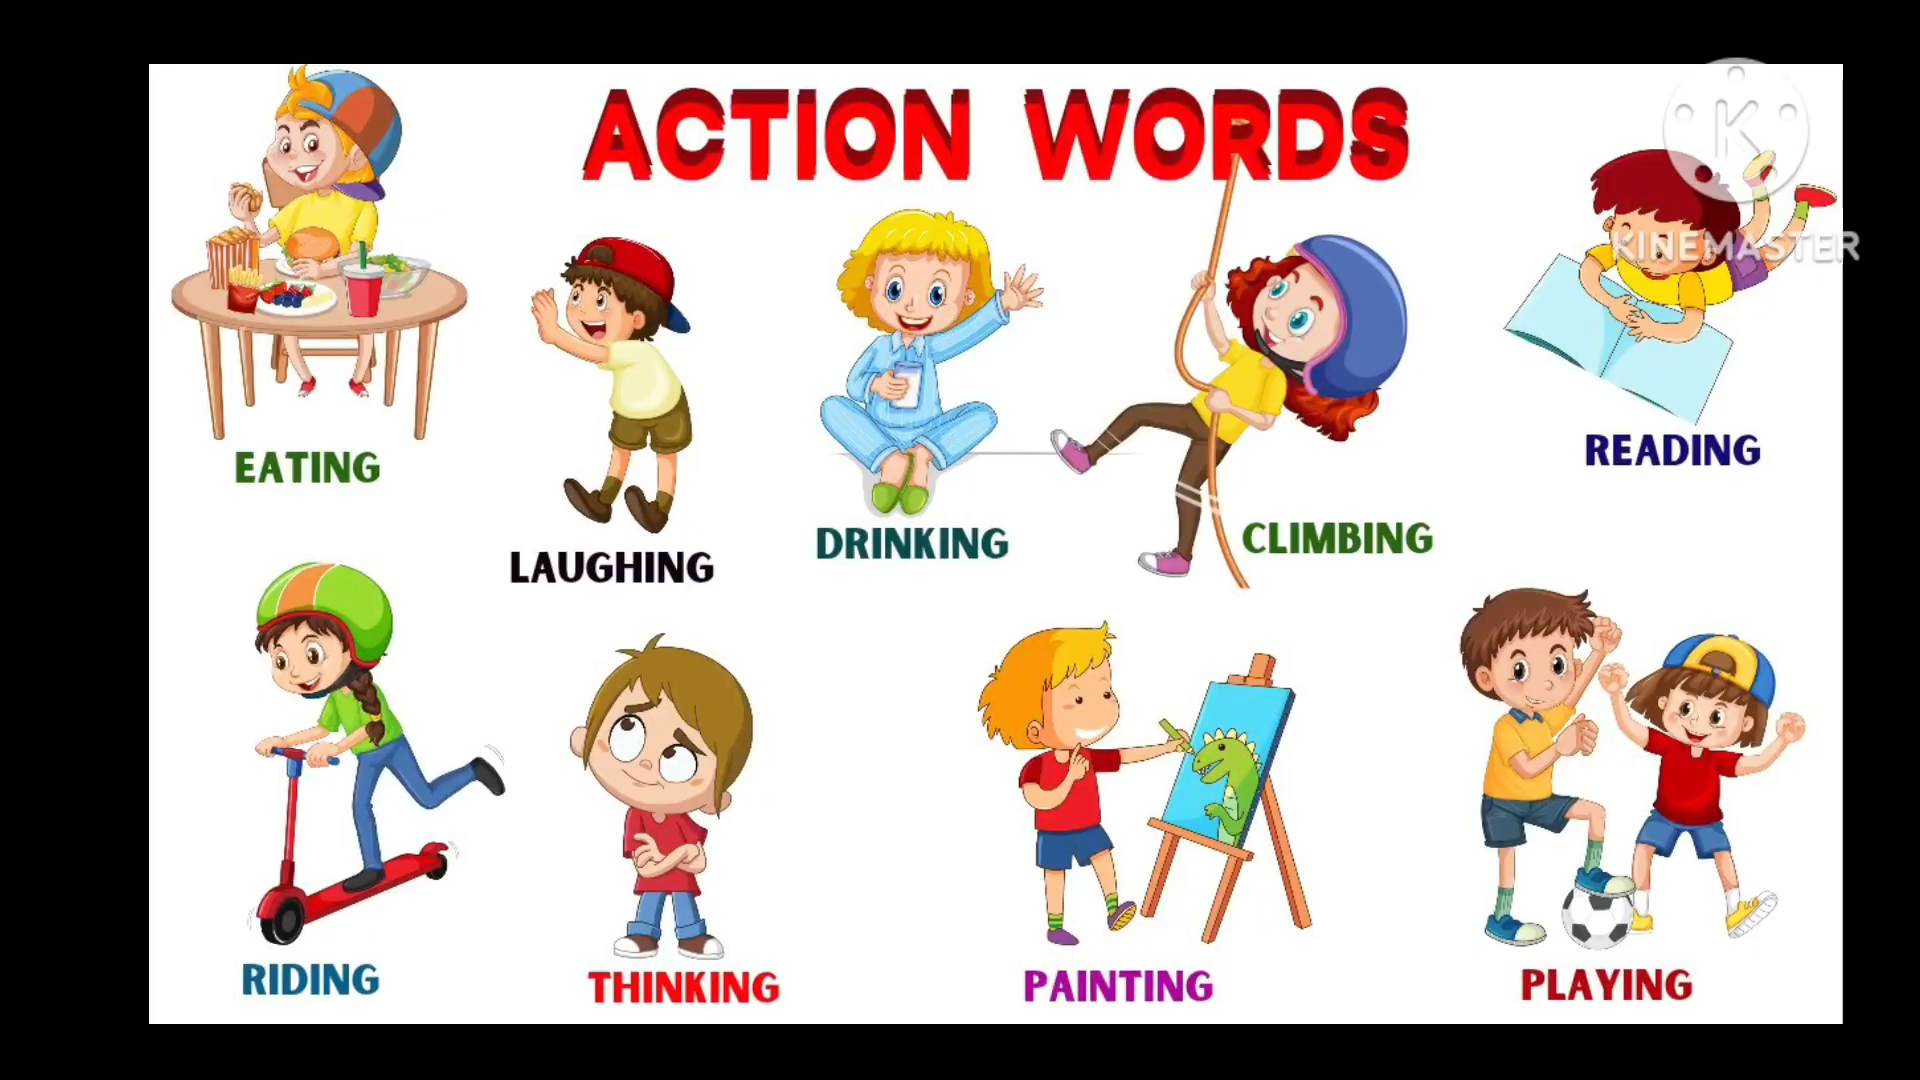 ACTION WORDS
K
KINEMASTER
EATING
LAUGHING
DRINKING
CLIMBING
READING
RIDING
THINKING
PAINTING
PLAYING